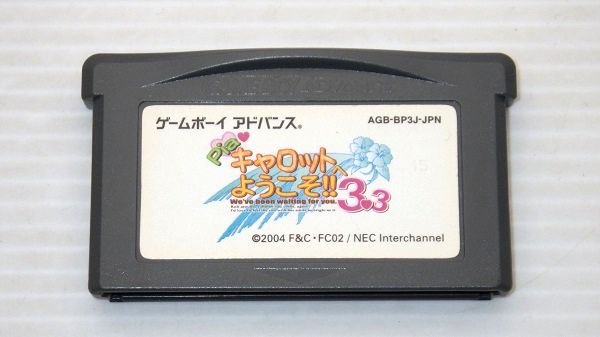 ゲームボーイ アドバンス
AGB-BP3J-JPN
Pia
キャロットへ
ようこそ!! 3.3
We've been waiting for you.
©2004 F&C・FC02 / NEC Interchannel